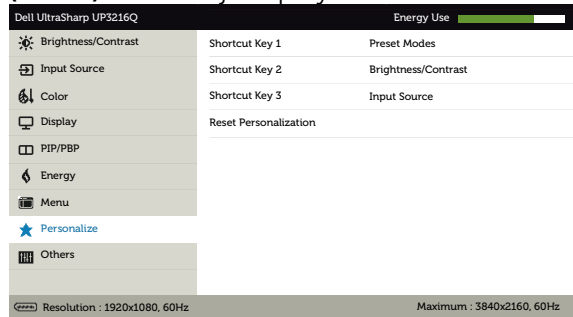 Dell UltraSharp UP3216Q Energy Use
Brightness/Contrast Shortcut Key 1 Preset Modes
Input Source Shortcut Key 2 Brightness/Contrast
Color Shortcut Key 3 Input Source
Display Reset Personalization
PIP/PBP
Energy
Menu
Personalize
Others
Resolution : 1920x1080, 60Hz Maximum : 3840x2160, 60Hz